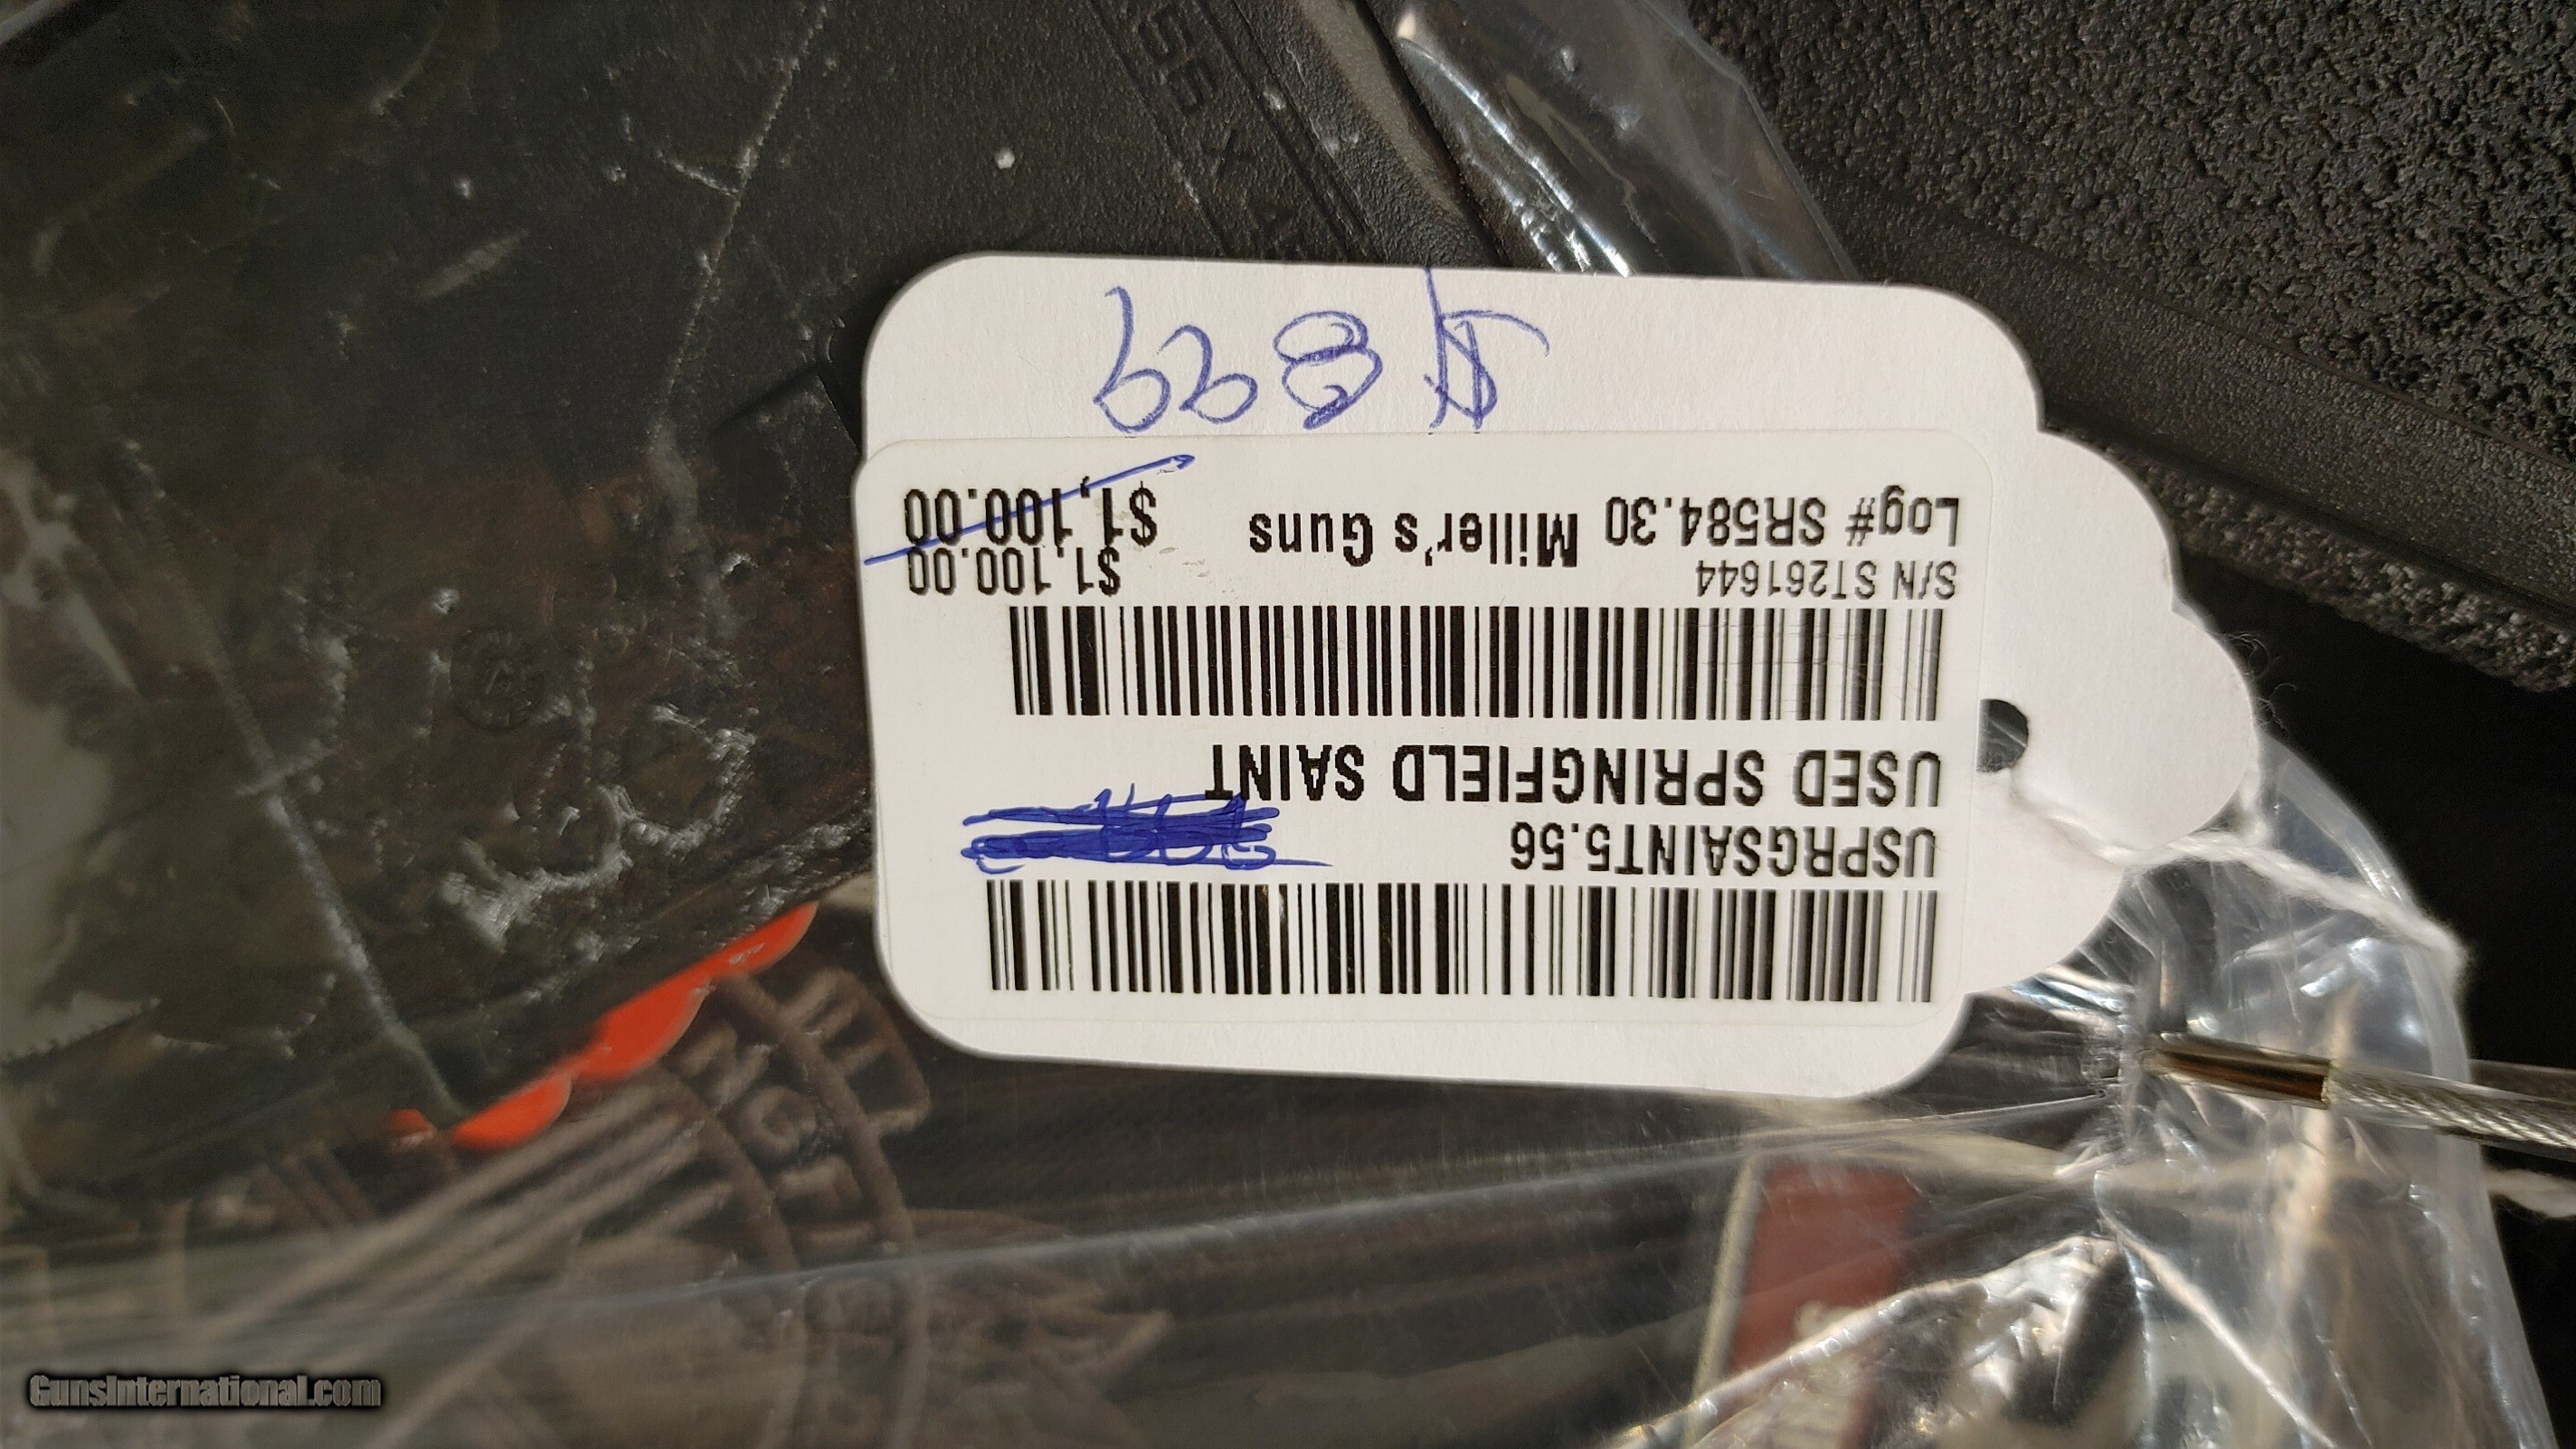 USPRGSAINT5.56
USED SPRINGFIELD SAINT
S/N ST261644
$1,100.00
Log# SR584.30 Miller's Guns $1,100.00
$899
GunsInternational.com